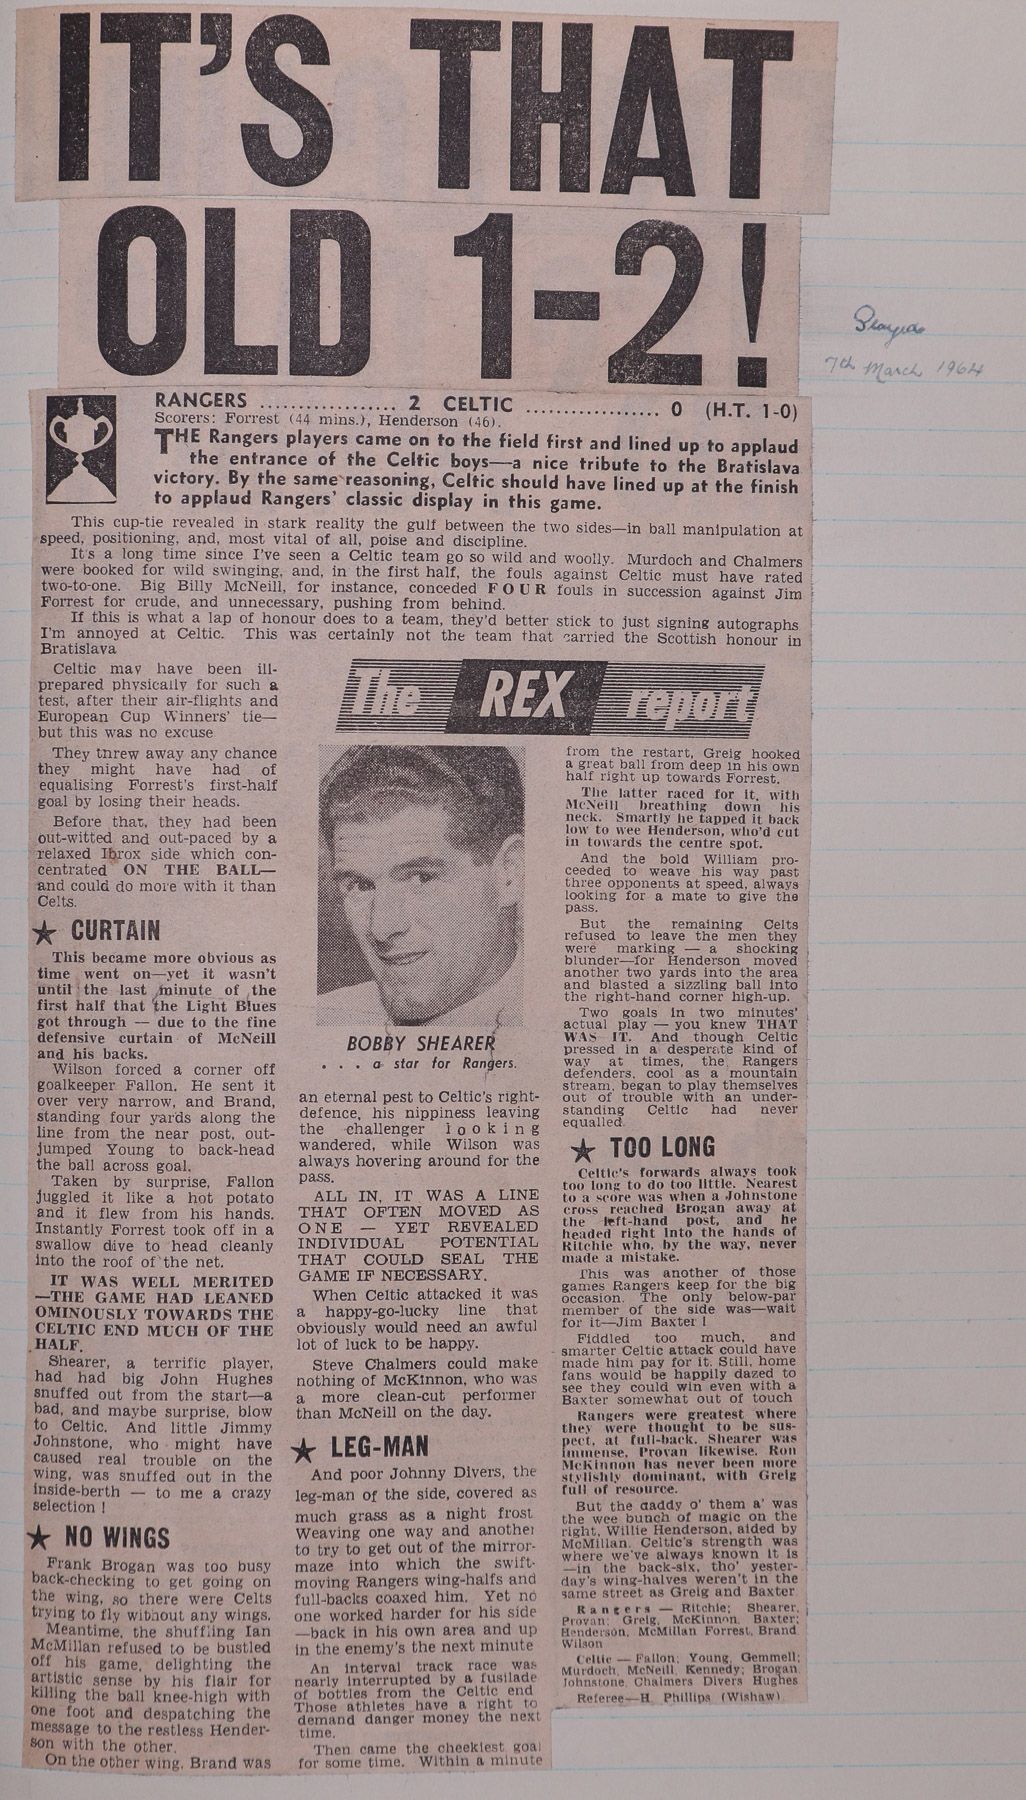 IT'S THAT
OLD 1-2!
Played
7th March 1964
RANGERS ................. 2 CELTIC ................. 0 (H.T. 1-0)
Scorers: Forrest (44 mins.), Henderson (46).
THE Rangers players came on to the field first and lined up to applaud
the entrance of the Celtic boys—a nice tribute to the Bratislava
victory. By the same reasoning, Celtic should have lined up at the finish
to applaud Rangers' classic display in this game.
This cup-tie revealed in stark reality the gulf between the two sides—in ball manipulation at
speed, positioning, and, most vital of all, poise and discipline.
It's a long time since I've seen a Celtic team go so wild and woolly. Murdoch and Chalmers
were booked for wild swinging, and, in the first half, the fouls against Celtic must have rated
two-to-one. Big Billy McNeill, for instance, conceded FOUR fouls in succession against Jim
Forrest for crude, and unnecessary, pushing from behind.
If this is what a lap of honour does to a team, they'd better stick to just signing autographs
I'm annoyed at Celtic. This was certainly not the team that carried the Scottish honour in
Bratislava
Celtic may have been ill-
prepared physically for such a
test, after their air-flights and
European Cup Winners' tie—
but this was no excuse
They threw away any chance
they might have had of
equalising Forrest's first-half
goal by losing their heads.
Before that, they had been
out-witted and out-paced by a
relaxed Ibrox side which con-
centrated ON THE BALL—
and could do more with it than
Celts.
★ CURTAIN
This became more obvious as
time went on—yet it wasn't
until the last minute of the
first half that the Light Blues
got through — due to the fine
defensive curtain of McNeill
and his backs.
Wilson forced a corner off
goalkeeper Fallon. He sent it
over very narrow, and Brand,
standing four yards along the
line from the near post, out-
jumped Young to back-head
the ball across goal.
Taken by surprise, Fallon
juggled it like a hot potato
and it flew from his hands.
Instantly Forrest took off in a
swallow dive to head cleanly
into the roof of the net.
IT WAS WELL MERITED
—THE GAME HAD LEANED
OMINOUSLY TOWARDS THE
CELTIC END MUCH OF THE
HALF.
Shearer, a terrific player,
had had big John Hughes
snuffed out from the start—a
bad, and maybe surprise, blow
to Celtic. And little Jimmy
Johnstone, who might have
caused real trouble on the
wing, was snuffed out in the
inside-berth — to me a crazy
selection !
★ NO WINGS
Frank Brogan was too busy
back-checking to get going on
the wing, so there were Celts
trying to fly without any wings.
Meantime, the shuffling Ian
McMillan refused to be bustled
off his game, delighting the
artistic sense by his flair for
killing the ball knee-high with
one foot and despatching the
message to the restless Hender-
son with the other.
On the other wing, Brand was
The REX report
BOBBY SHEARER
. . . a star for Rangers.
an eternal pest to Celtic's right-
defence, his nippiness leaving
the challenger looking
wandered, while Wilson was
always hovering around for the
pass.
ALL IN, IT WAS A LINE
THAT OFTEN MOVED AS
ONE — YET REVEALED
INDIVIDUAL POTENTIAL
THAT COULD SEAL THE
GAME IF NECESSARY.
When Celtic attacked it was
a happy-go-lucky line that
obviously would need an awful
lot of luck to be happy.
Steve Chalmers could make
nothing of McKinnon, who was
a more clean-cut performer
than McNeill on the day.
★ LEG-MAN
And poor Johnny Divers, the
leg-man of the side, covered as
much grass as a night frost
Weaving one way and another
to try to get out of the mirror-
maze into which the swift-
moving Rangers wing-halfs and
full-backs coaxed him. Yet no
one worked harder for his side
—back in his own area and up
in the enemy's the next minute
An interval track race was
nearly interrupted by a fusilade
of bottles from the Celtic end
Those athletes have a right to
demand danger money the next
time.
Then came the cheekiest goal
for some time. Within a minute
from the restart, Greig hooked
a great ball from deep in his own
half right up towards Forrest.
The latter raced for it, with
McNeill breathing down his
neck. Smartly he tapped it back
low to wee Henderson, who'd cut
in towards the centre spot.
And the bold William pro-
ceeded to weave his way past
three opponents at speed, always
looking for a mate to give the
pass.
But the remaining Celts
refused to leave the men they
were marking — a shocking
blunder—for Henderson moved
another two yards into the area
and blasted a sizzling ball into
the right-hand corner high-up.
Two goals in two minutes'
actual play — you knew THAT
WAS IT. And though Celtic
pressed in a desperate kind of
way at times, the Rangers
defenders, cool as a mountain
stream, began to play themselves
out of trouble with an under-
standing Celtic had never
equalled.
★ TOO LONG
Celtic's forwards always took
too long to do too little. Nearest
to a score was when a Johnstone
cross reached Brogan away at
the left-hand post, and he
headed right into the hands of
Ritchie who, by the way, never
made a mistake.
This was another of those
games Rangers keep for the big
occasion. The only below-par
member of the side was—wait
for it—Jim Baxter !
Fiddled too much, and
smarter Celtic attack could have
made him pay for it. Still, home
fans would be happily dazed to
see they could win even with a
Baxter somewhat out of touch
Rangers were greatest where
they were thought to be sus-
pect, at full-back. Shearer was
immense, Provan likewise. Ron
McKinnon has never been more
stylishly dominant, with Greig
full of resource.
But the daddy o' them a' was
the wee bunch of magic on the
right, Willie Henderson, aided by
McMillan. Celtic's strength was
where we've always known it is
—in the back-six, tho' yester-
day's wing-halves weren't in the
same street as Greig and Baxter
Rangers — Ritchie; Shearer,
Provan; Greig, McKinnon, Baxter;
Henderson, McMillan Forrest, Brand
Wilson
Celtic — Fallon; Young, Gemmell;
Murdoch, McNeill, Kennedy; Brogan,
Johnstone, Chalmers Divers Hughes
Referee—H. Phillips (Wishaw)